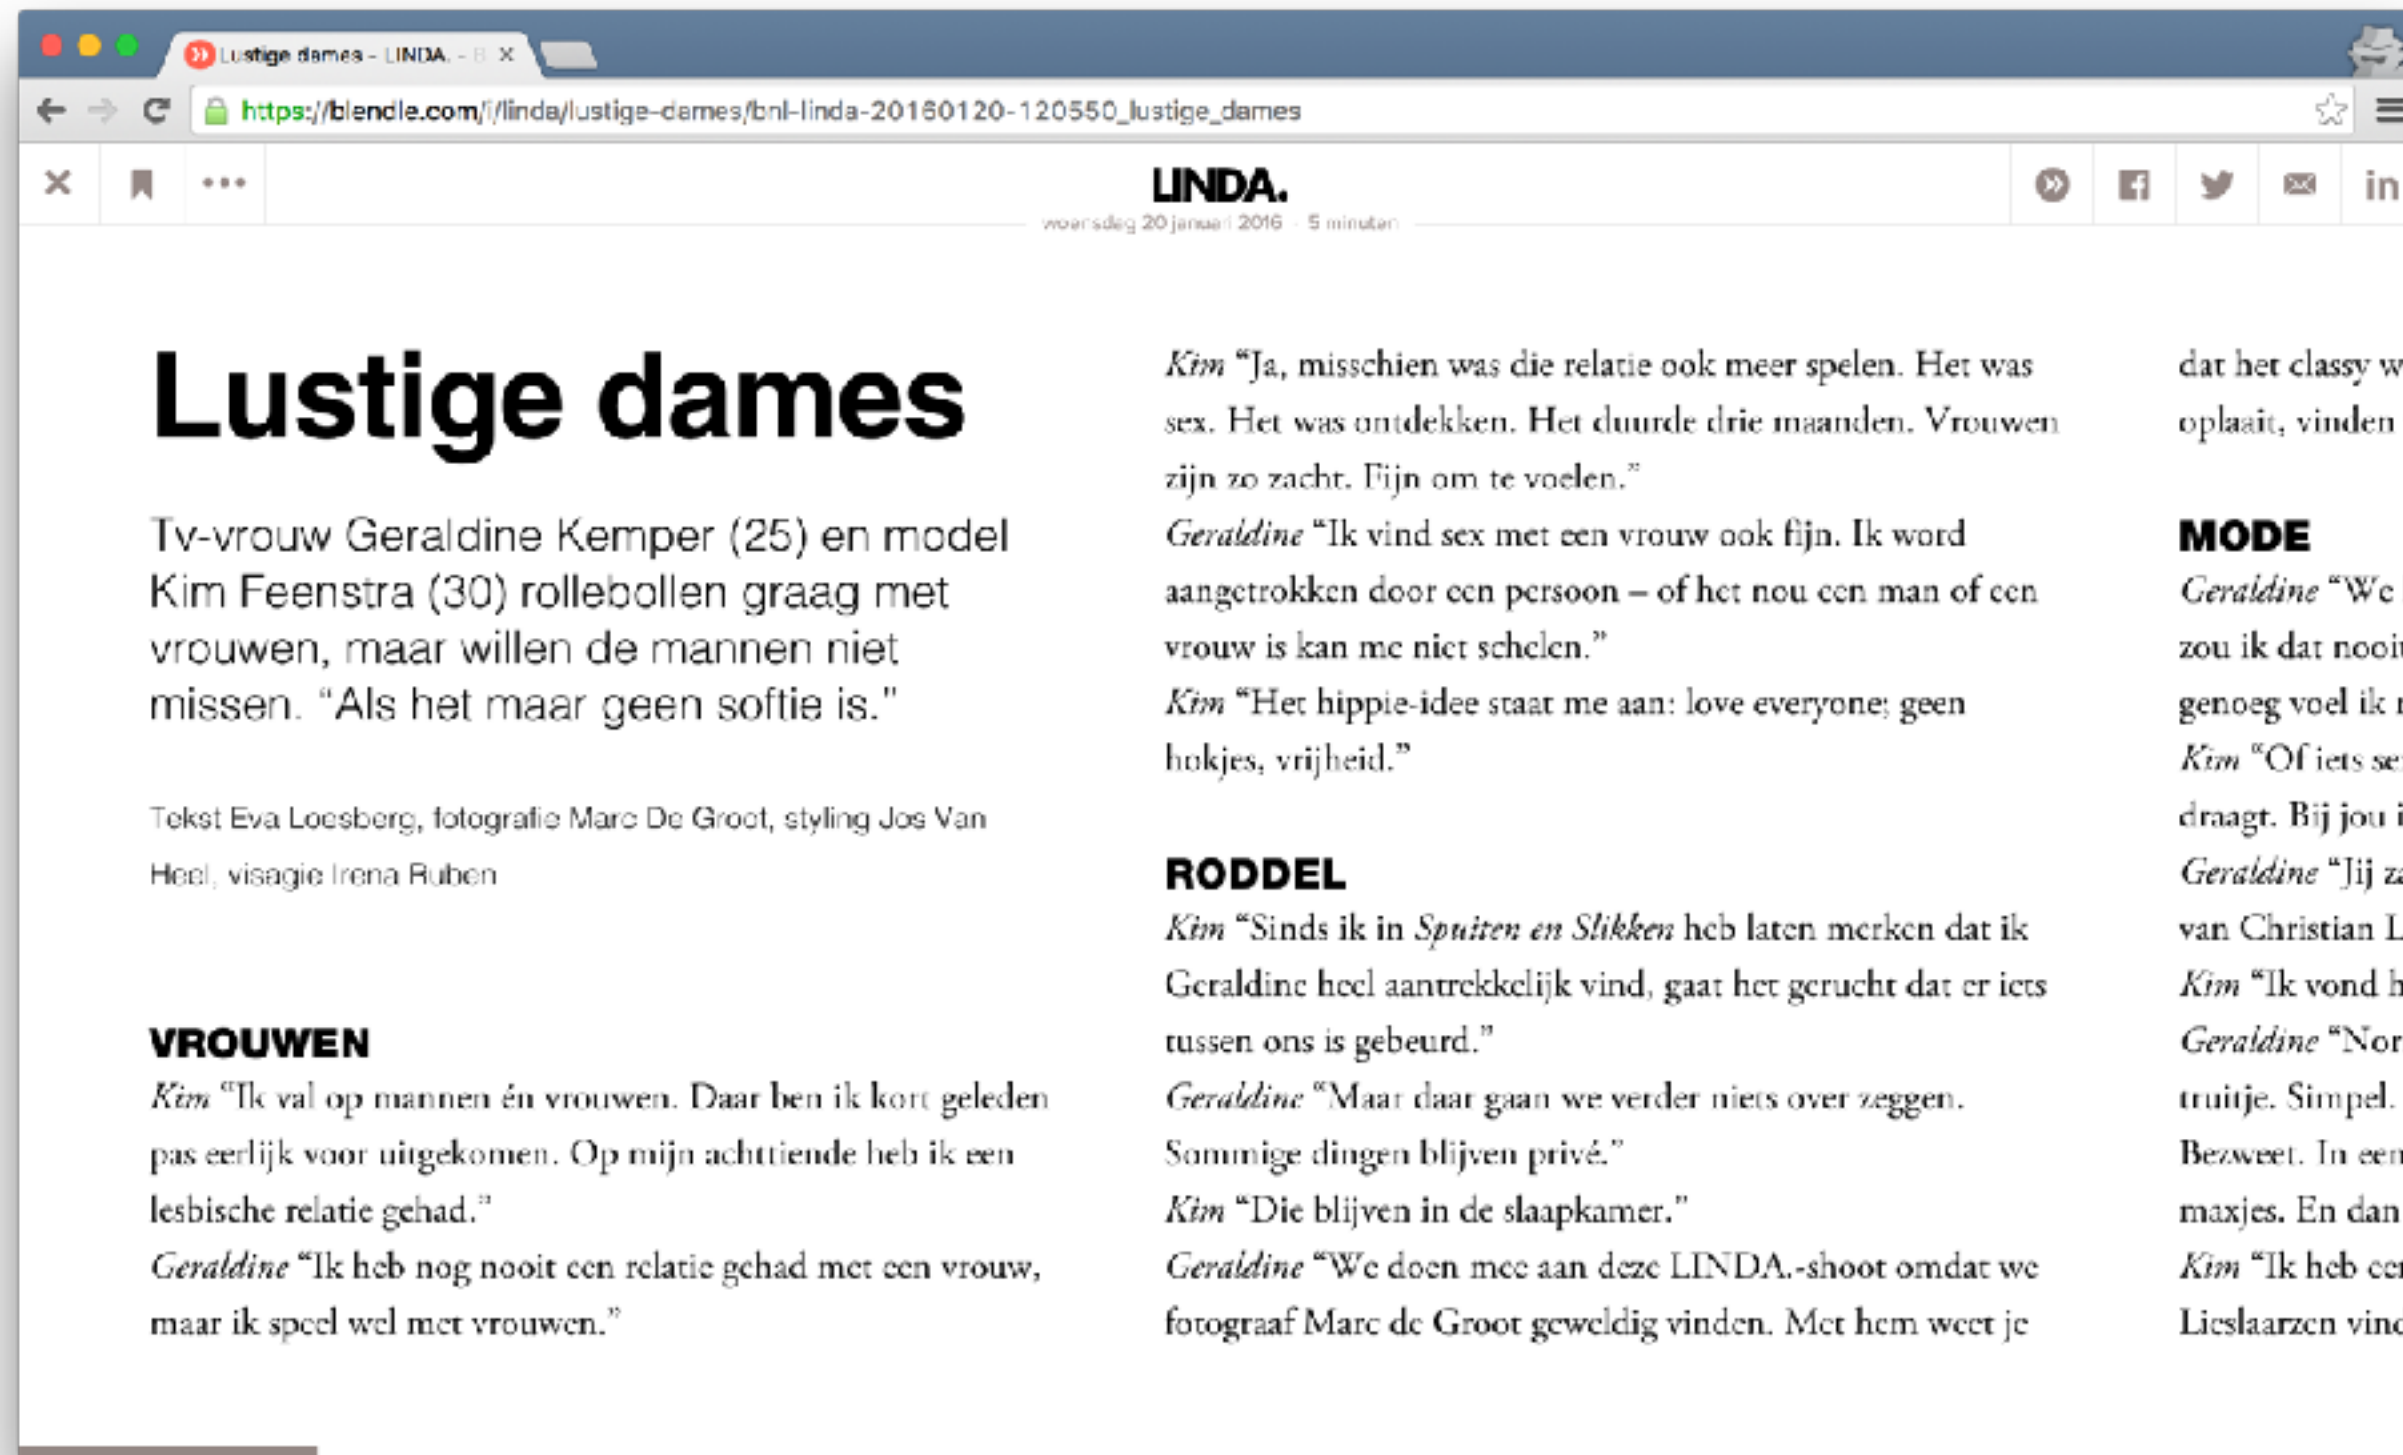 Lustige dames - LINDA. - B
https://blendle.com/i/linda/lustige-dames/bnl-linda-20160120-120550_lustige_dames
LINDA.
woensdag 20 januari 2016 · 5 minuten
Lustige dames
Tv-vrouw Geraldine Kemper (25) en model
Kim Feenstra (30) rollebollen graag met
vrouwen, maar willen de mannen niet
missen. “Als het maar geen softie is.”
Tekst Eva Loesberg, fotografie Marc De Groot, styling Jos Van
Heel, visagie Irena Ruben
VROUWEN
Kim “Ik val op mannen én vrouwen. Daar ben ik kort geleden
pas eerlijk voor uitgekomen. Op mijn achttiende heb ik een
lesbische relatie gehad.”
Geraldine “Ik heb nog nooit een relatie gehad met een vrouw,
maar ik speel wel met vrouwen.”
Kim “Ja, misschien was die relatie ook meer spelen. Het was
sex. Het was ontdekken. Het duurde drie maanden. Vrouwen
zijn zo zacht. Fijn om te voelen.”
Geraldine “Ik vind sex met een vrouw ook fijn. Ik word
aangetrokken door een persoon – of het nou een man of een
vrouw is kan me niet schelen.”
Kim “Het hippie-idee staat me aan: love everyone; geen
hokjes, vrijheid.”
RODDEL
Kim “Sinds ik in Spuiten en Slikken heb laten merken dat ik
Geraldine heel aantrekkelijk vind, gaat het gerucht dat er iets
tussen ons is gebeurd.”
Geraldine “Maar daar gaan we verder niets over zeggen.
Sommige dingen blijven privé.”
Kim “Die blijven in de slaapkamer.”
Geraldine “We doen mee aan deze LINDA.-shoot omdat we
fotograaf Marc de Groot geweldig vinden. Met hem weet je
dat het classy
oplaait, vinden
MODE
Geraldine “We
zou ik dat
genoeg voel ik
Kim “Of iets
draagt. Bij jou
Geraldine “Jij
van Christian
Kim “Ik vond
Geraldine
truitje. Simpel.
Bezweet. In
maxjes. En dan
Kim “Ik heb
Lieslaarzen